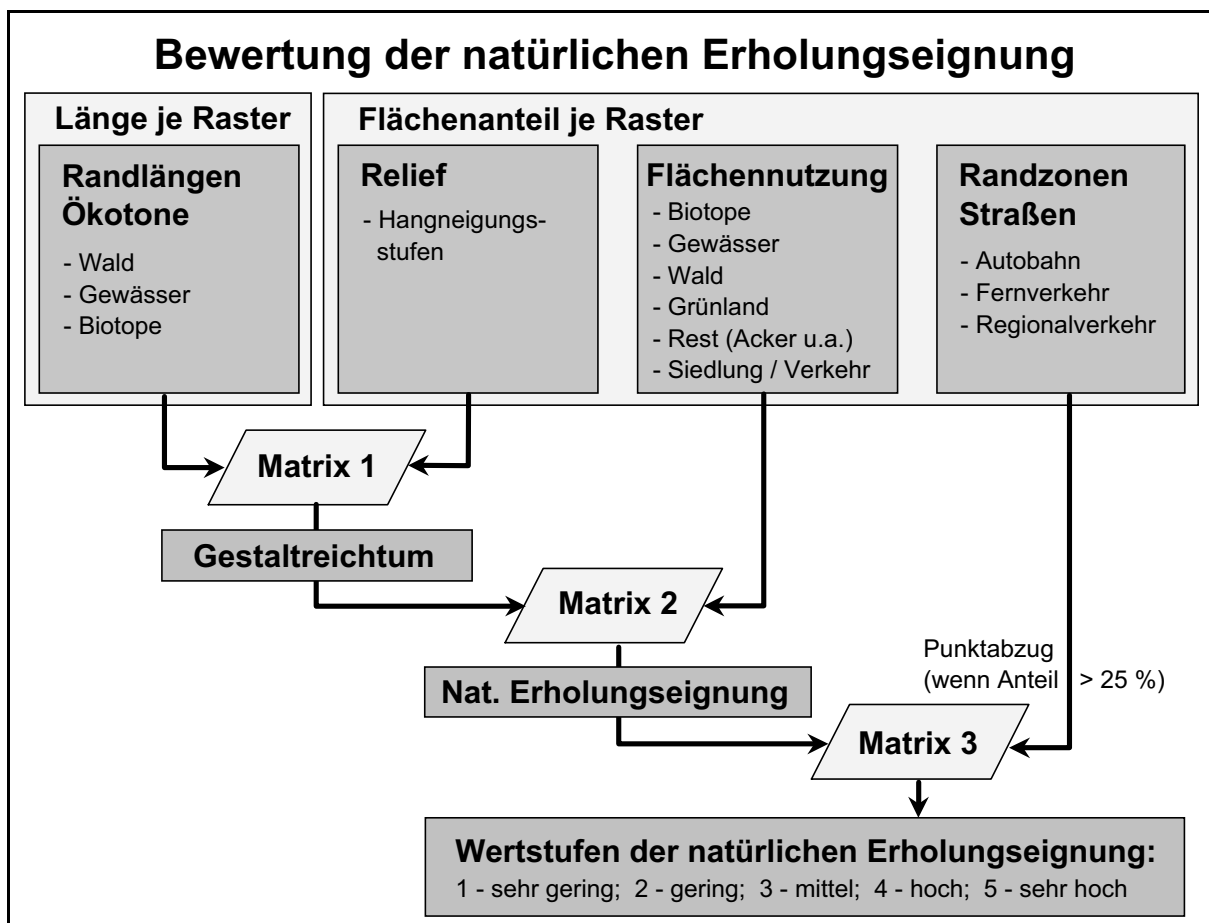 Bewertung der natürlichen Erholungseignung
Länge je Raster
Randlängen
Ökotone
- Wald
- Gewässer
- Biotope
Flächenanteil je Raster
Relief
- Hangneigungs-
stufen
Flächennutzung
- Biotope
- Gewässer
- Wald
- Grünland
- Rest (Acker u.a.)
- Siedlung / Verkehr
Randzonen
Straßen
- Autobahn
- Fernverkehr
- Regionalverkehr
Matrix 1
Gestaltreichtum
Matrix 2
Nat. Erholungseignung
Punktabzug
(wenn Anteil > 25 %)
Matrix 3
Wertstufen der natürlichen Erholungseignung:
1 - sehr gering; 2 - gering; 3 - mittel; 4 - hoch; 5 - sehr hoch